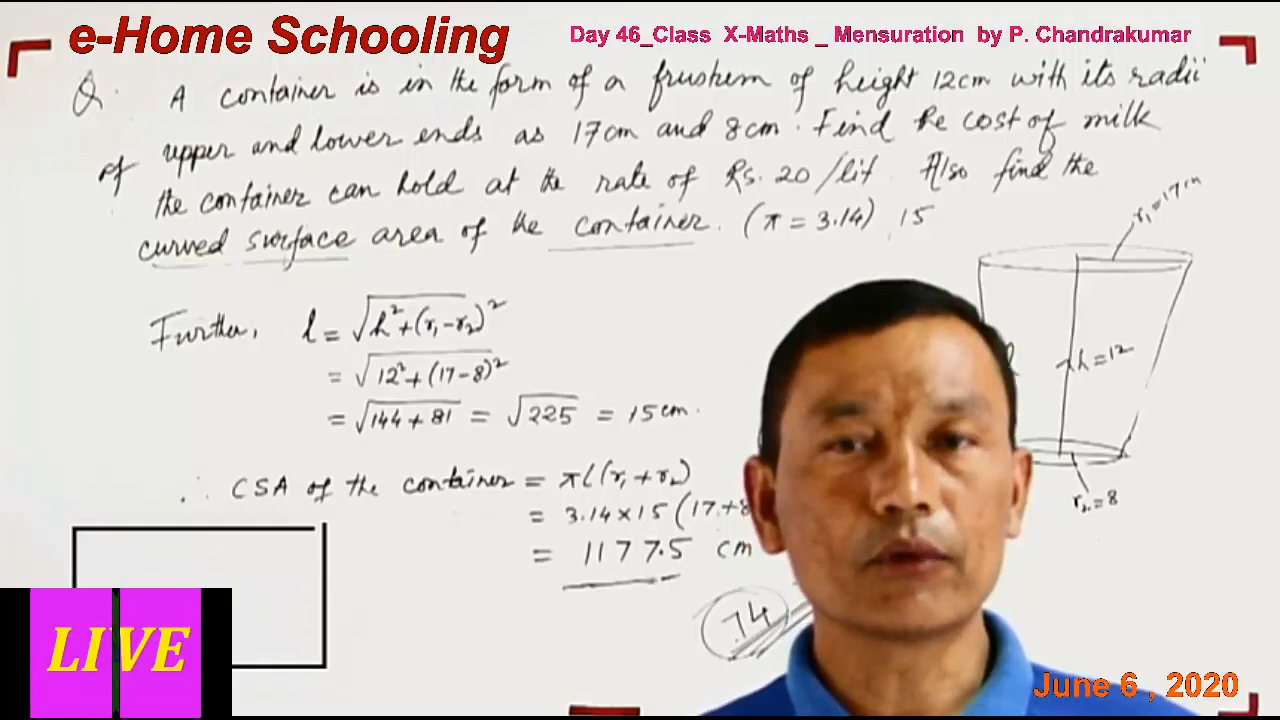 e-Home Schooling
Day 46_Class X-Maths _ Mensuration by P. Chandrakumar
Q. A container is in the form of a frustum of height 12cm with its radii
of upper and lower ends as 17cm and 8cm. Find the cost of milk
the container can hold at the rate of Rs. 20/lit. Also find the
curved surface area of the container. (π = 3.14) 15
r₁=17cm
Further, l = √h²+(r₁-r₂)²
= √12²+(17-8)²
h=12
= √144+81 = √225 = 15cm.
∴ CSA of the container = πl(r₁+r₂)
r₂=8
= 3.14×15(17+8
= 1177.5 cm
LIVE
June 6 , 2020